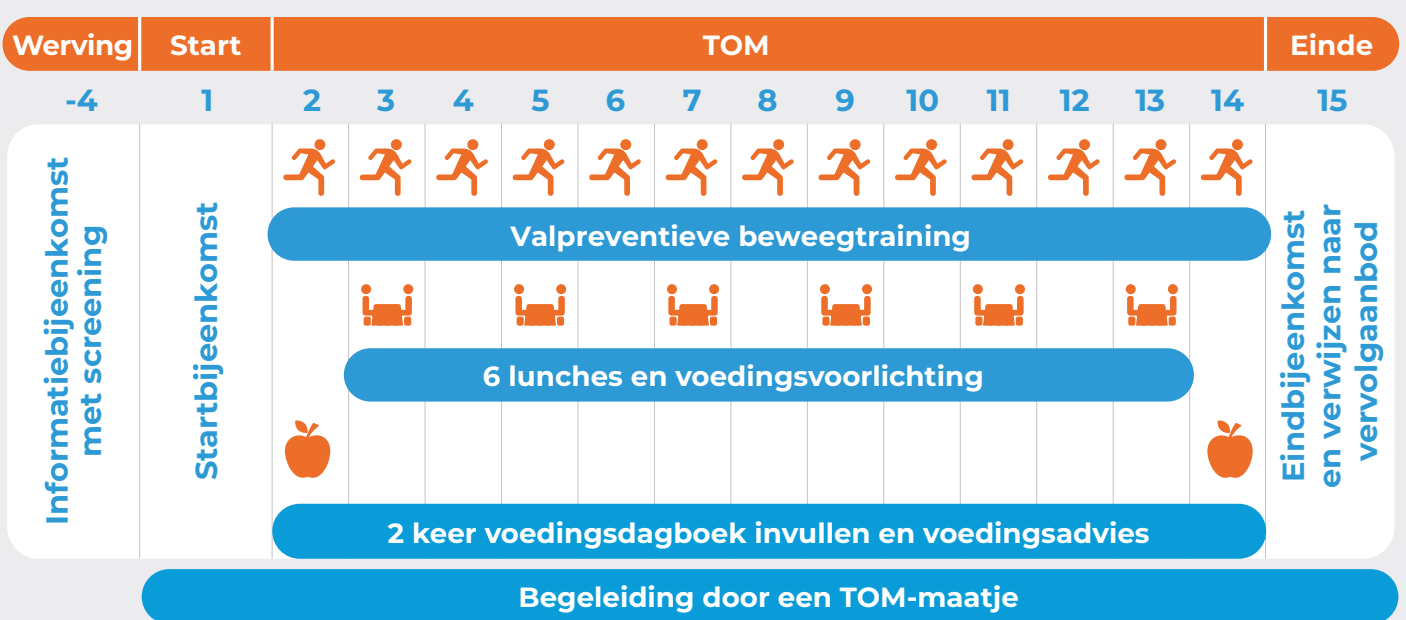 Werving Start TOM Einde
-4 1 2 3 4 5 6 7 8 9 10 11 12 13 14 15
Informatiebijeenkomst
met screening
Startbijeenkomst
Valpreventieve beweegtraining
6 lunches en voedingsvoorlichting
2 keer voedingsdagboek invullen en voedingsadvies
Eindbijeenkomst
en verwijzen naar
vervolgaanbod
Begeleiding door een TOM-maatje